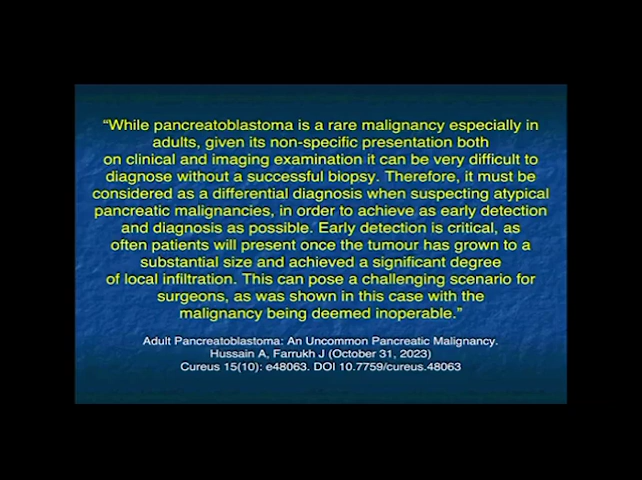 “While pancreatoblastoma is a rare malignancy especially in
adults, given its non-specific presentation both
on clinical and imaging examination it can be very difficult to
diagnose without a successful biopsy. Therefore, it must be
considered as a differential diagnosis when suspecting atypical
pancreatic malignancies, in order to achieve as early detection
and diagnosis as possible. Early detection is critical, as
often patients will present once the tumour has grown to a
substantial size and achieved a significant degree
of local infiltration. This can pose a challenging scenario for
surgeons, as was shown in this case with the
malignancy being deemed inoperable.”
Adult Pancreatoblastoma: An Uncommon Pancreatic Malignancy.
Hussain A, Farrukh J (October 31, 2023)
Cureus 15(10): e48063. DOI 10.7759/cureus.48063